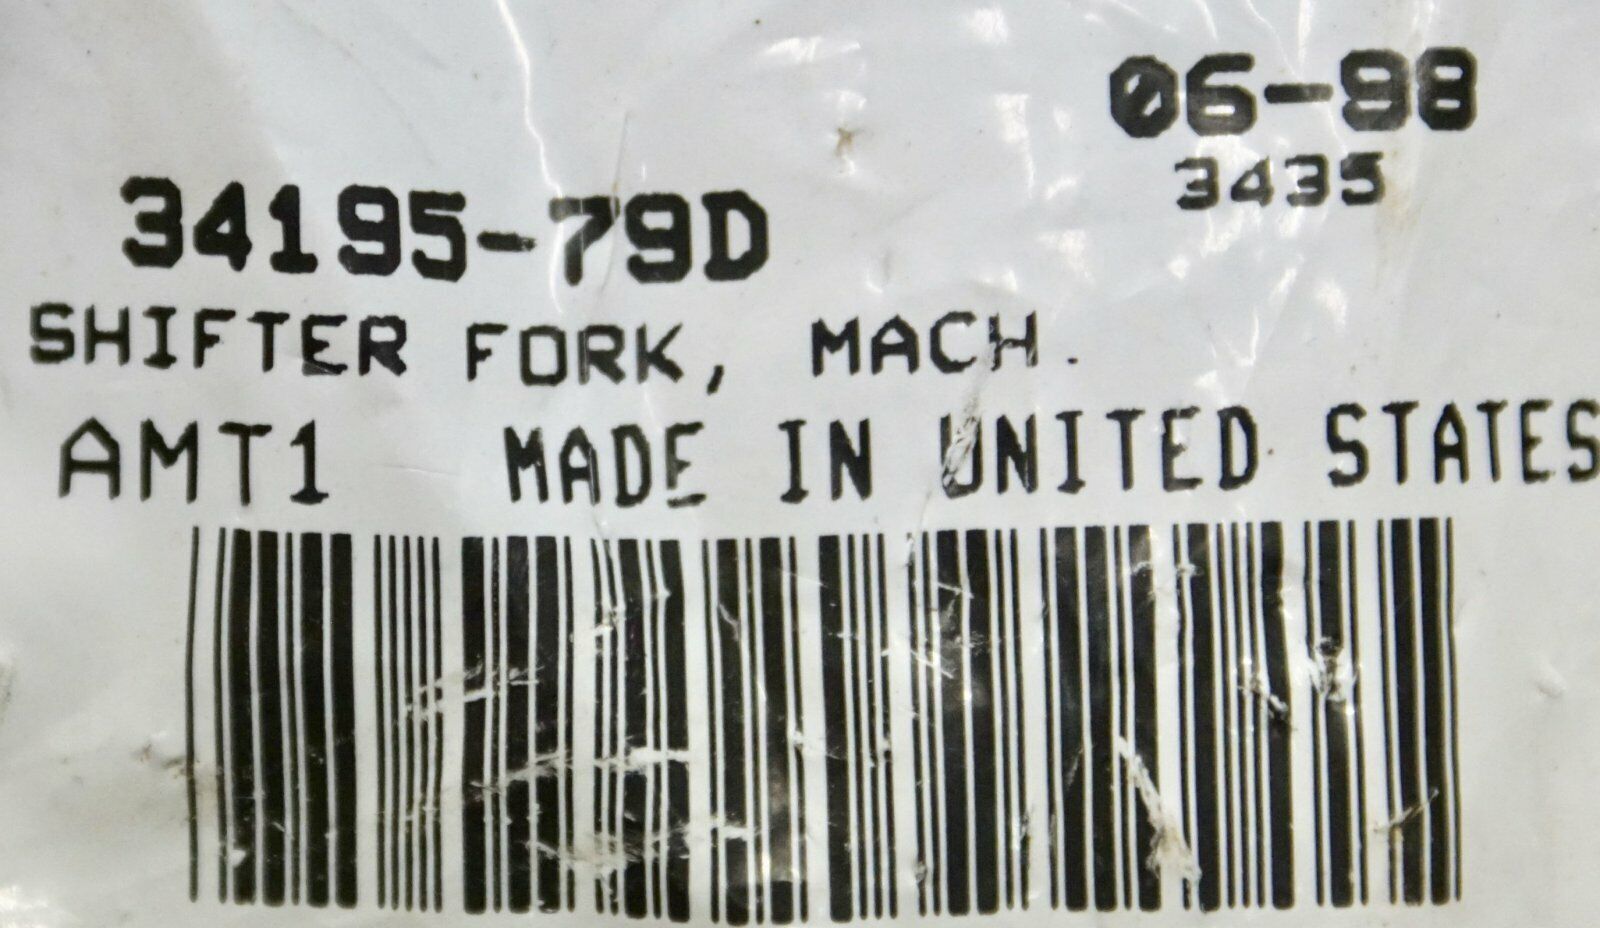 06-98
3435
34195-79D
SHIFTER FORK, MACH.
AMT1 MADE IN UNITED STATES